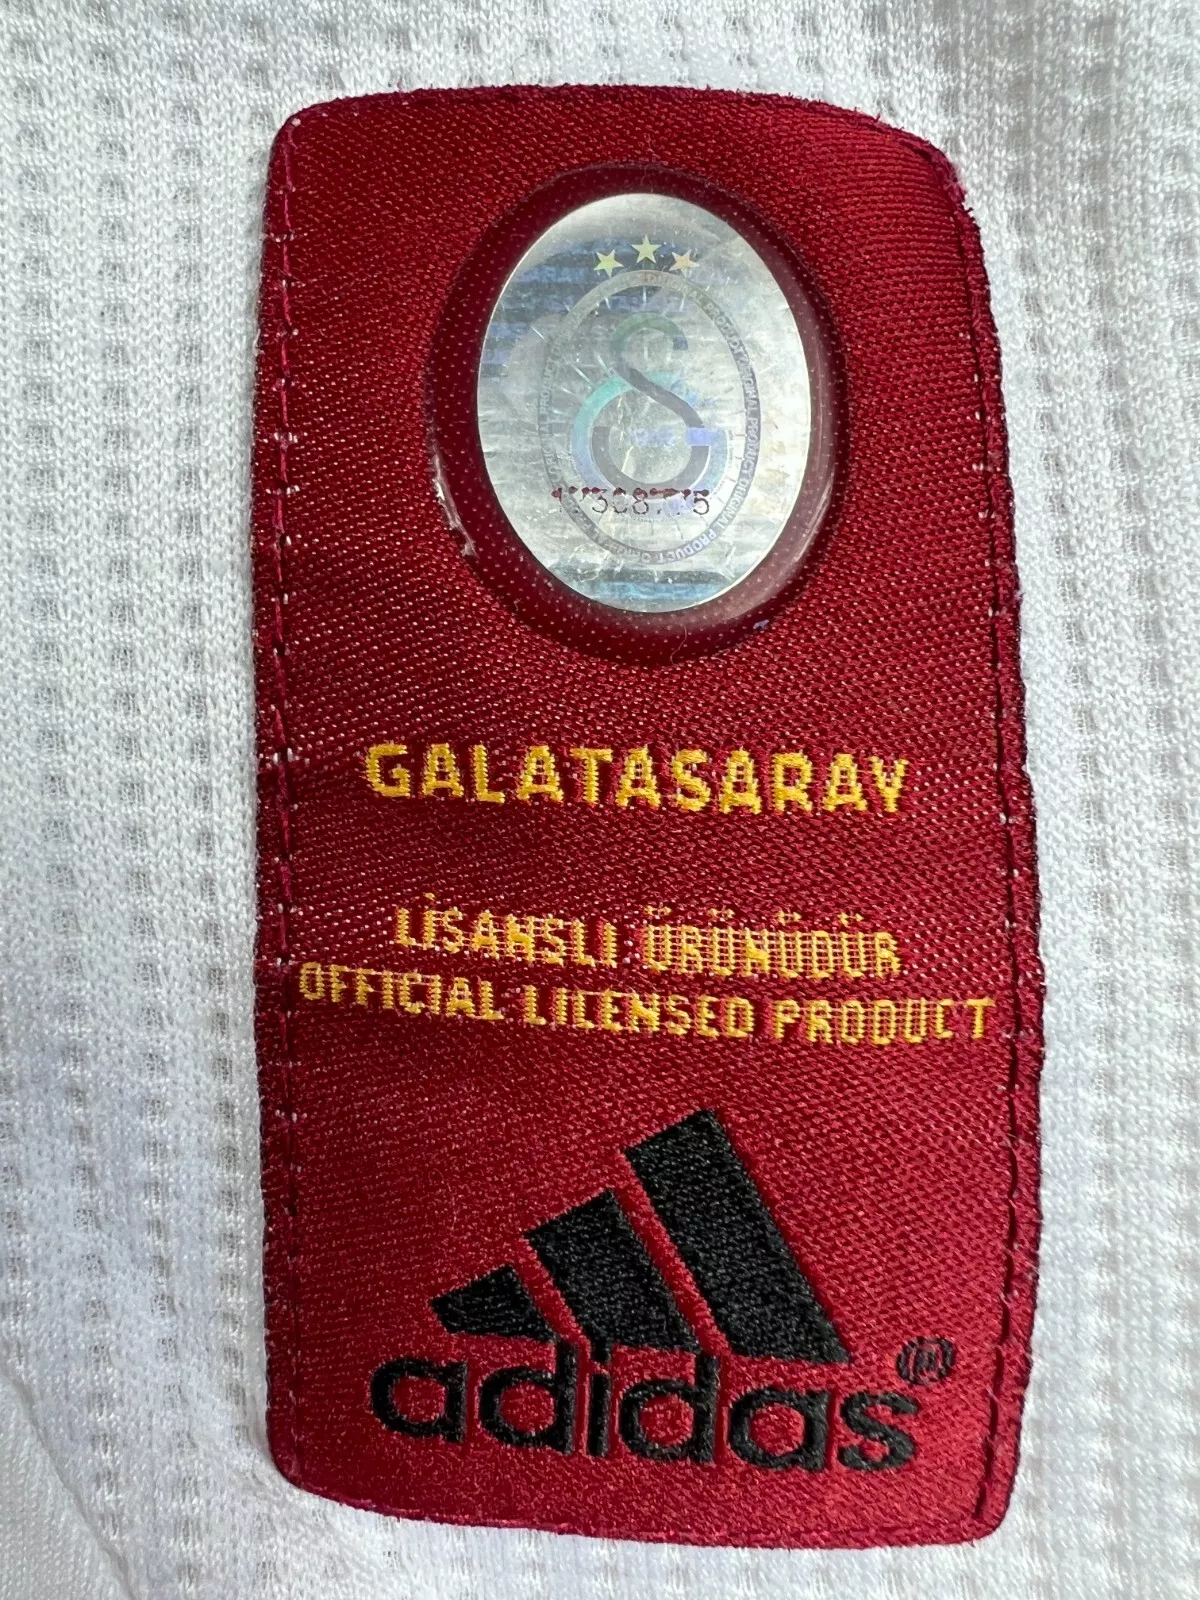 GALATASARAY
LİSANSLI ÜRÜNÜDÜR
OFFICIAL LICENSED PRODUCT
adidas®